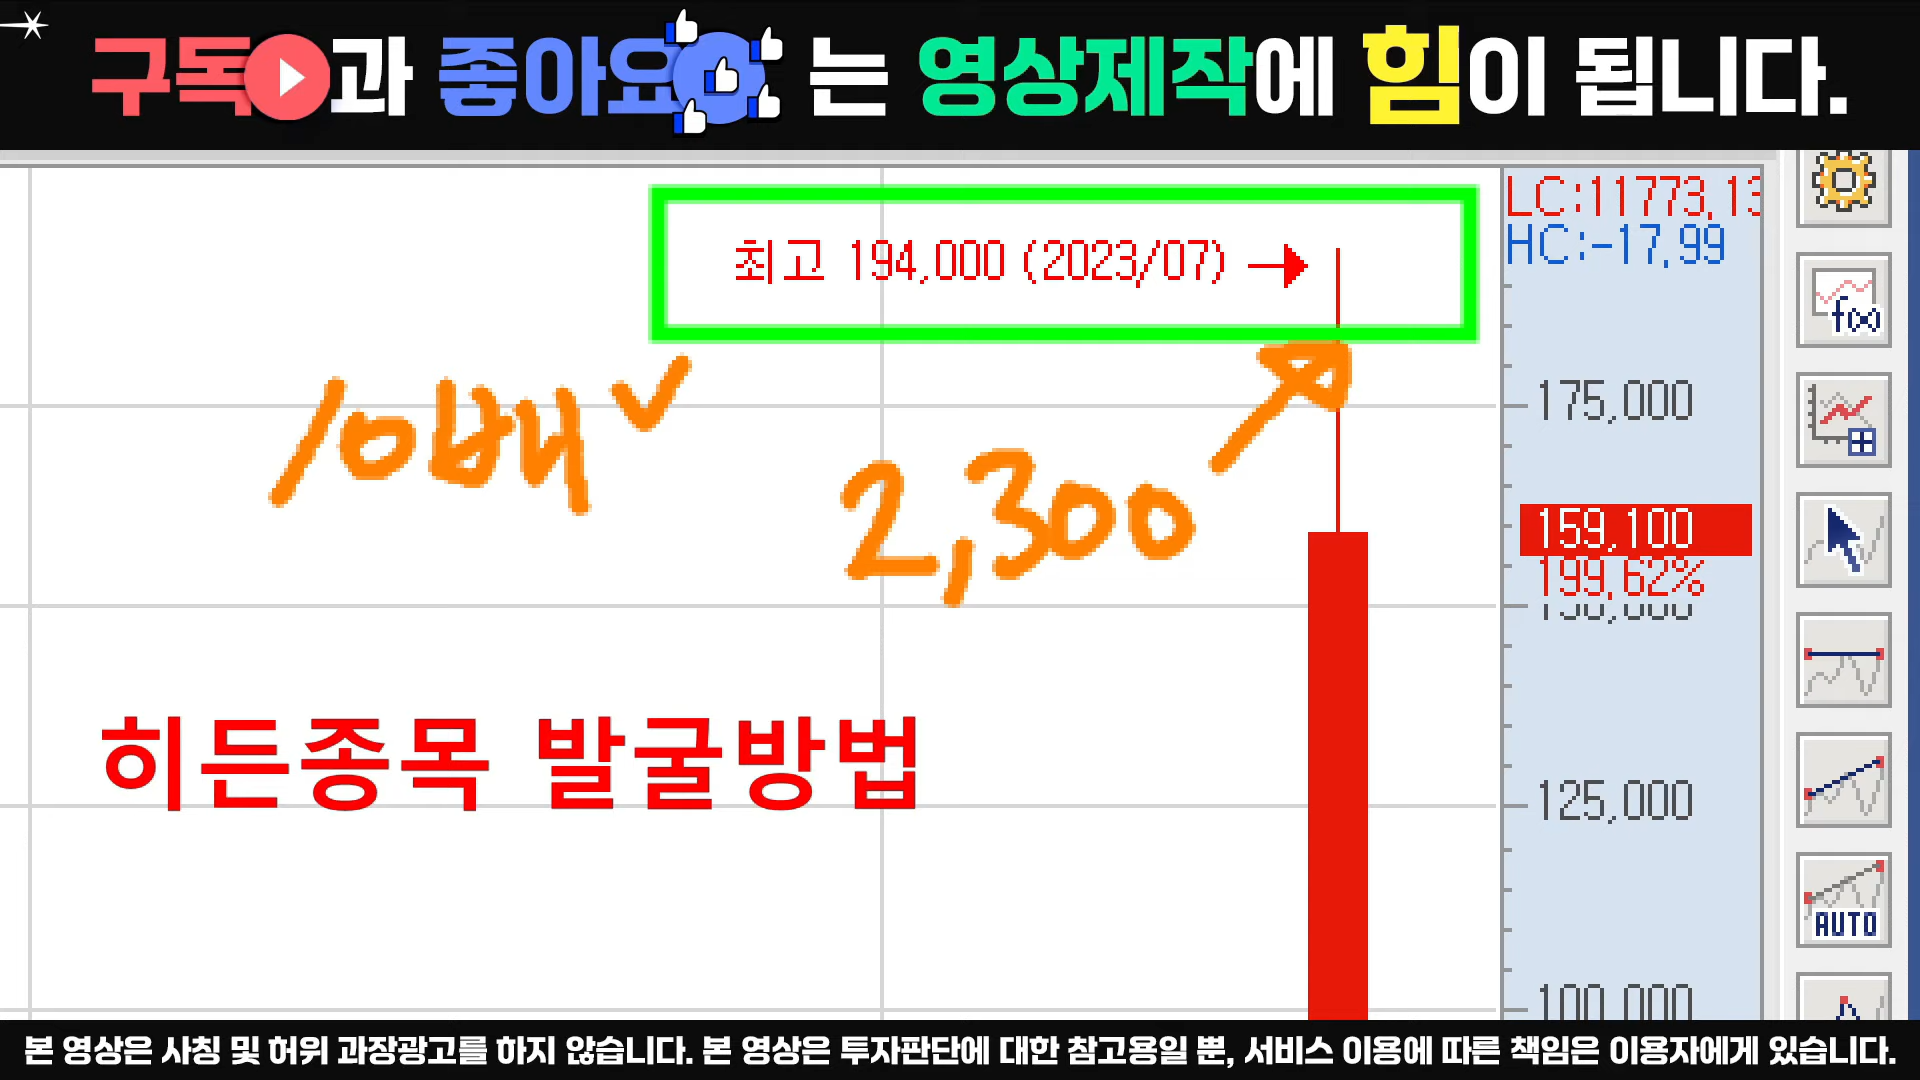 구독과 좋아요 는 영상제작에 힘이 됩니다.
LC:11773.13
HC:-17.99
최고 194,000 (2023/07)
f(x)
10배
175,000
2,300
159,100
199.62%
150,000
히든종목 발굴방법
125,000
AUTO
100,000
본 영상은 사칭 및 허위 과장광고를 하지 않습니다. 본 영상은 투자판단에 대한 참고용일 뿐, 서비스 이용에 따른 책임은 이용자에게 있습니다.